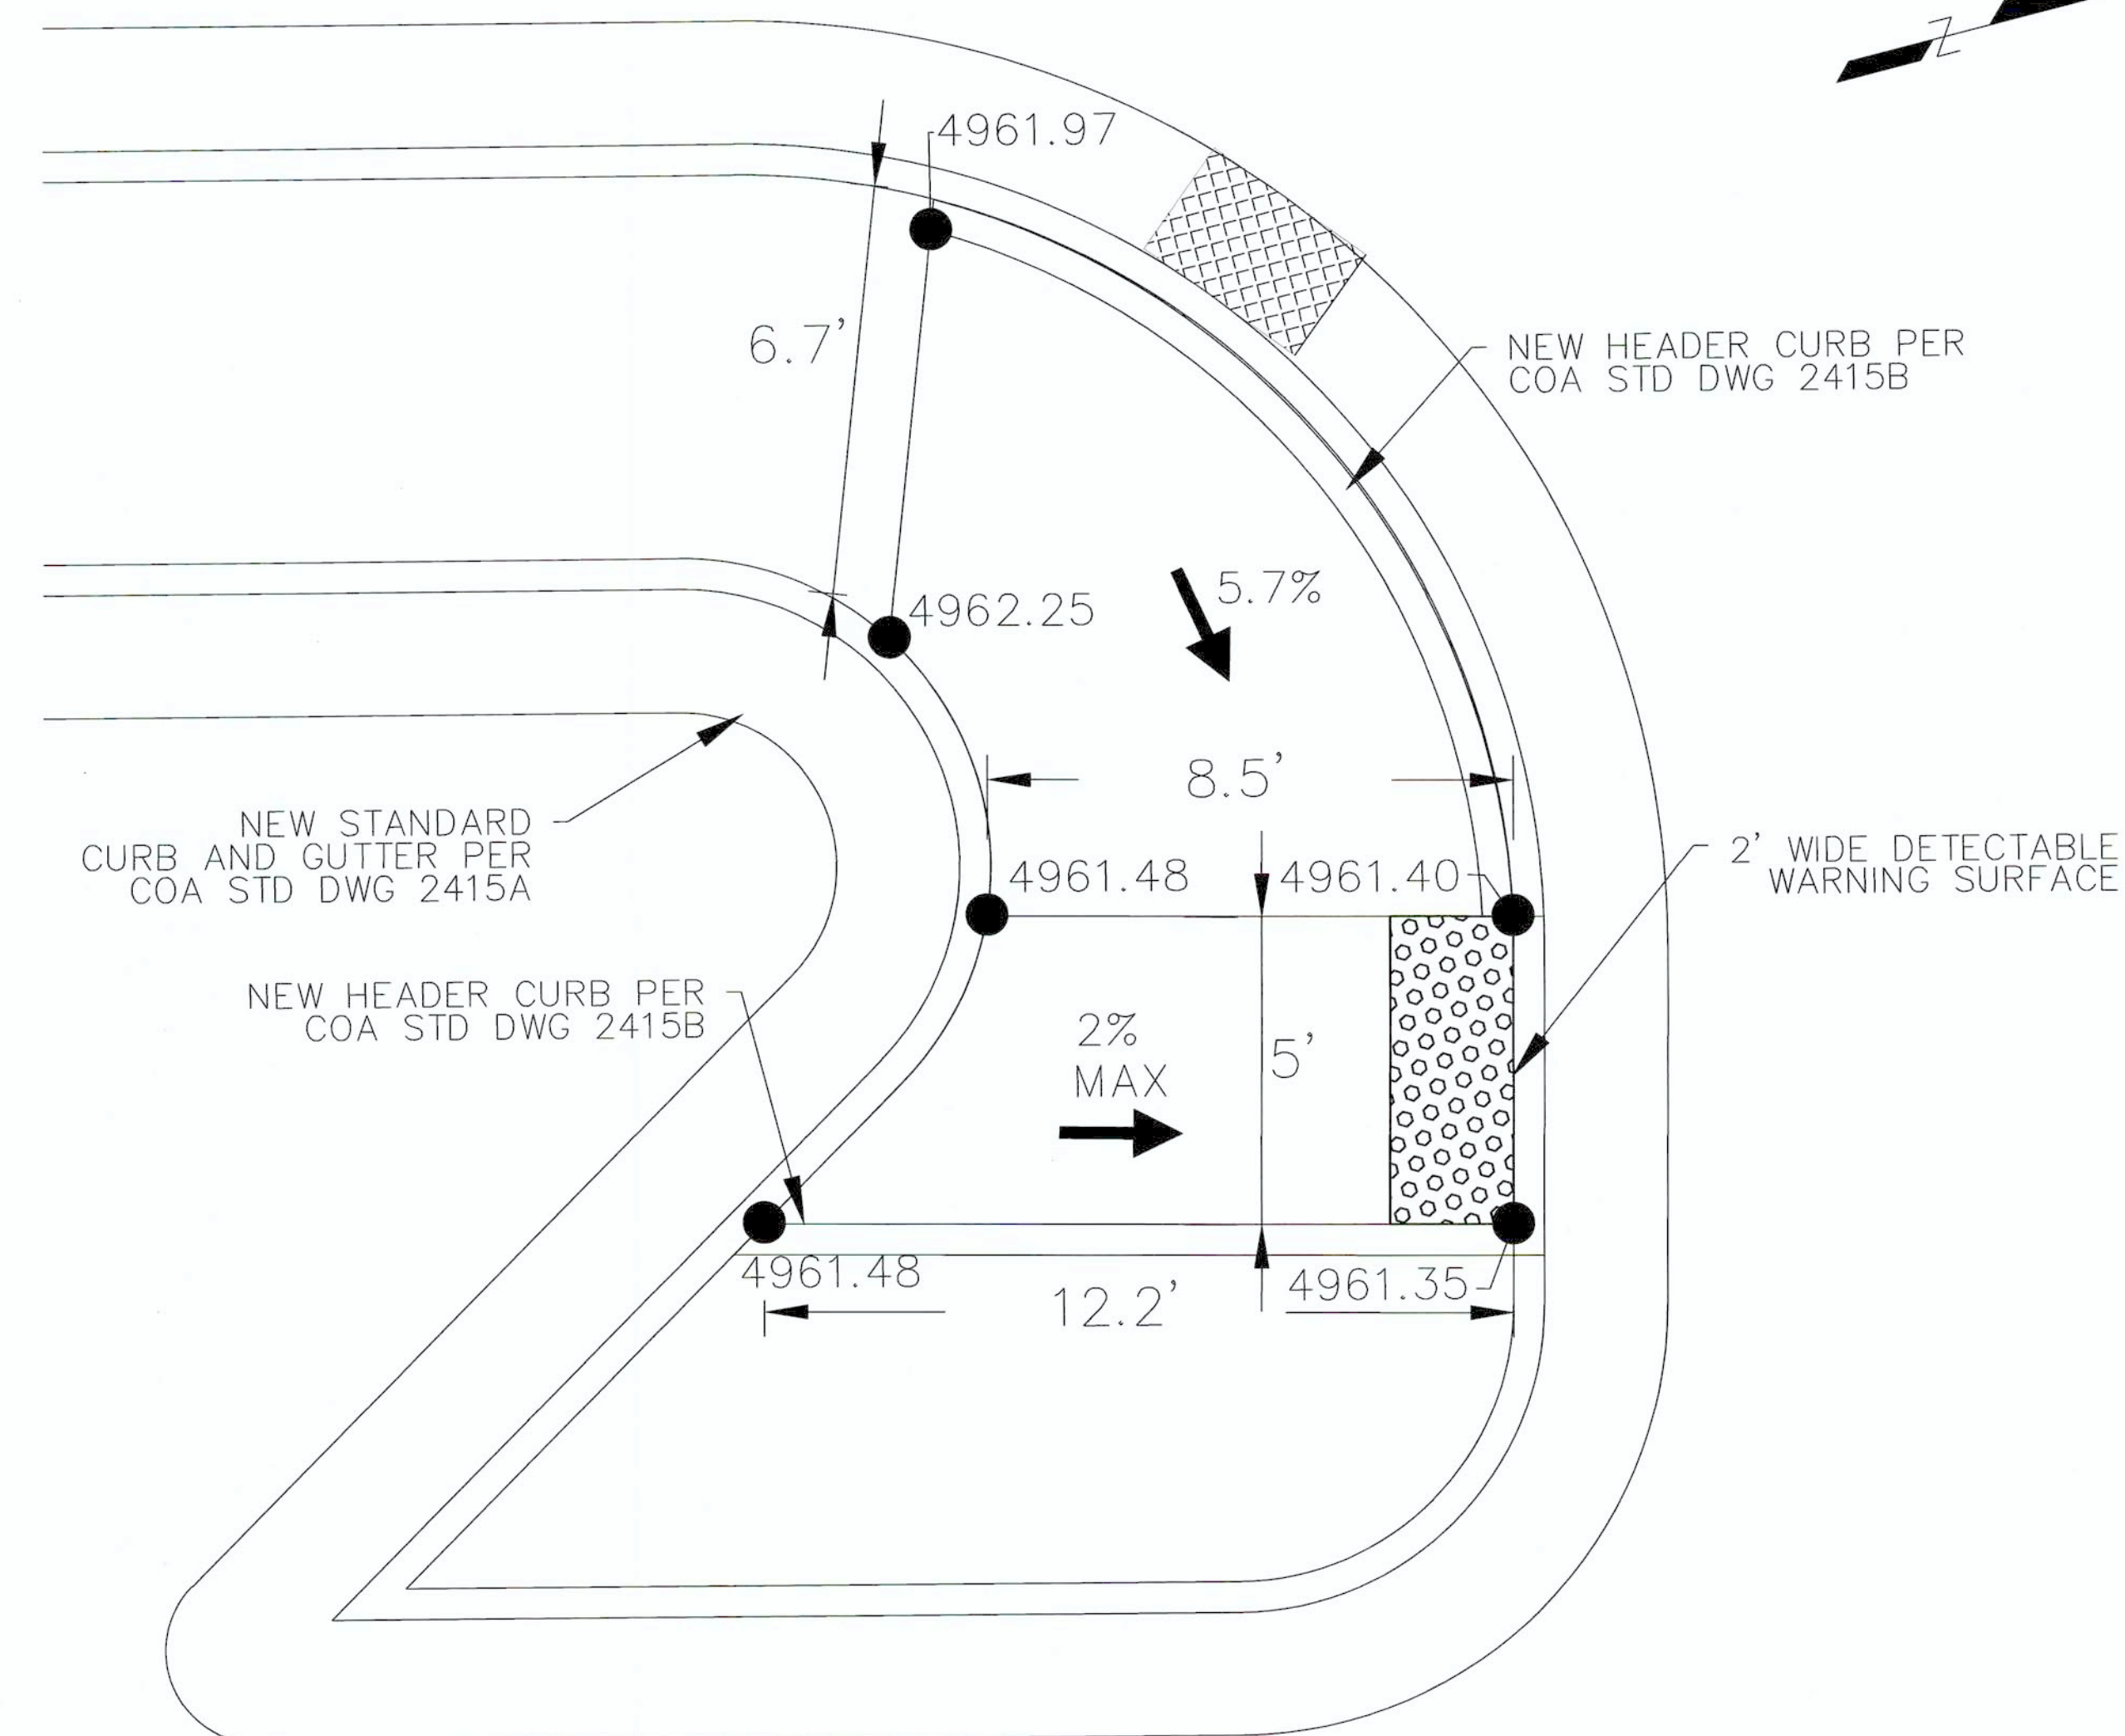 Z
4961.97
6.7’
NEW HEADER CURB PER
COA STD DWG 2415B
5.7%
4962.25
8.5’
NEW STANDARD
CURB AND GUTTER PER
COA STD DWG 2415A
4961.48
4961.40
2’ WIDE DETECTABLE
WARNING SURFACE
NEW HEADER CURB PER
COA STD DWG 2415B
2%
MAX
5’
4961.48
4961.35
12.2’